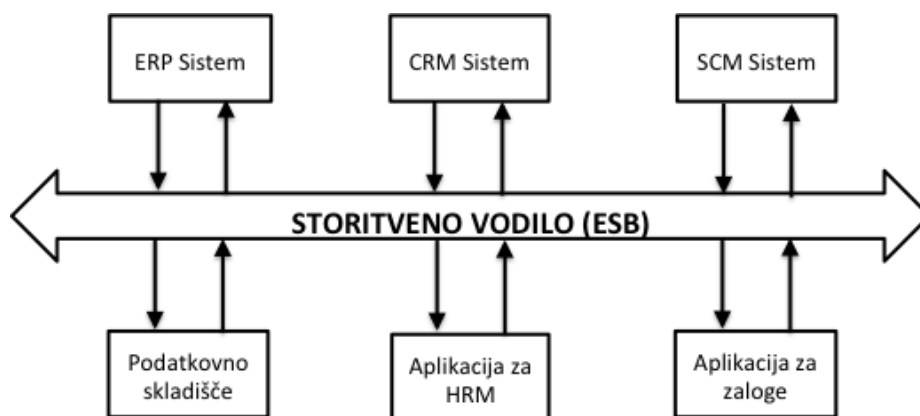 ERP Sistem
CRM Sistem
SCM Sistem
STORITVENO VODILO (ESB)
Podatkovno
skladišče
Aplikacija za
HRM
Aplikacija za
zaloge